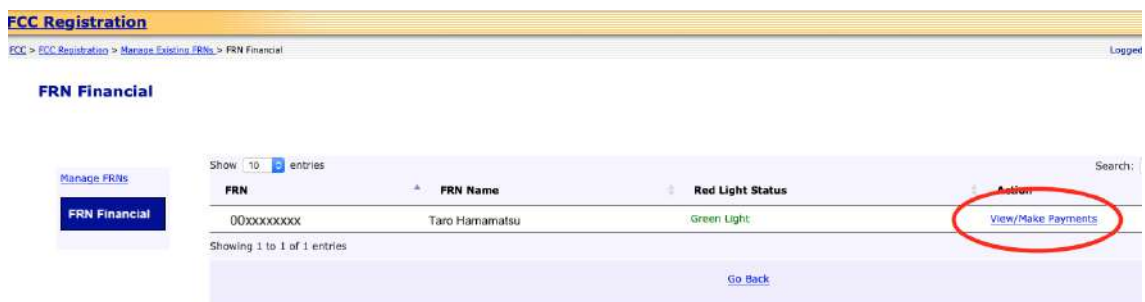 FCC Registration
FCC > FCC Registration > Manage Existing FRNs > FRN Financial
Logged
FRN Financial
Manage FRNs
FRN Financial
Show 10 entries
Search:
FRN FRN Name Red Light Status Action
00xxxxxxxx Taro Hamamatsu Green Light View/Make Payments
Showing 1 to 1 of 1 entries
Go Back